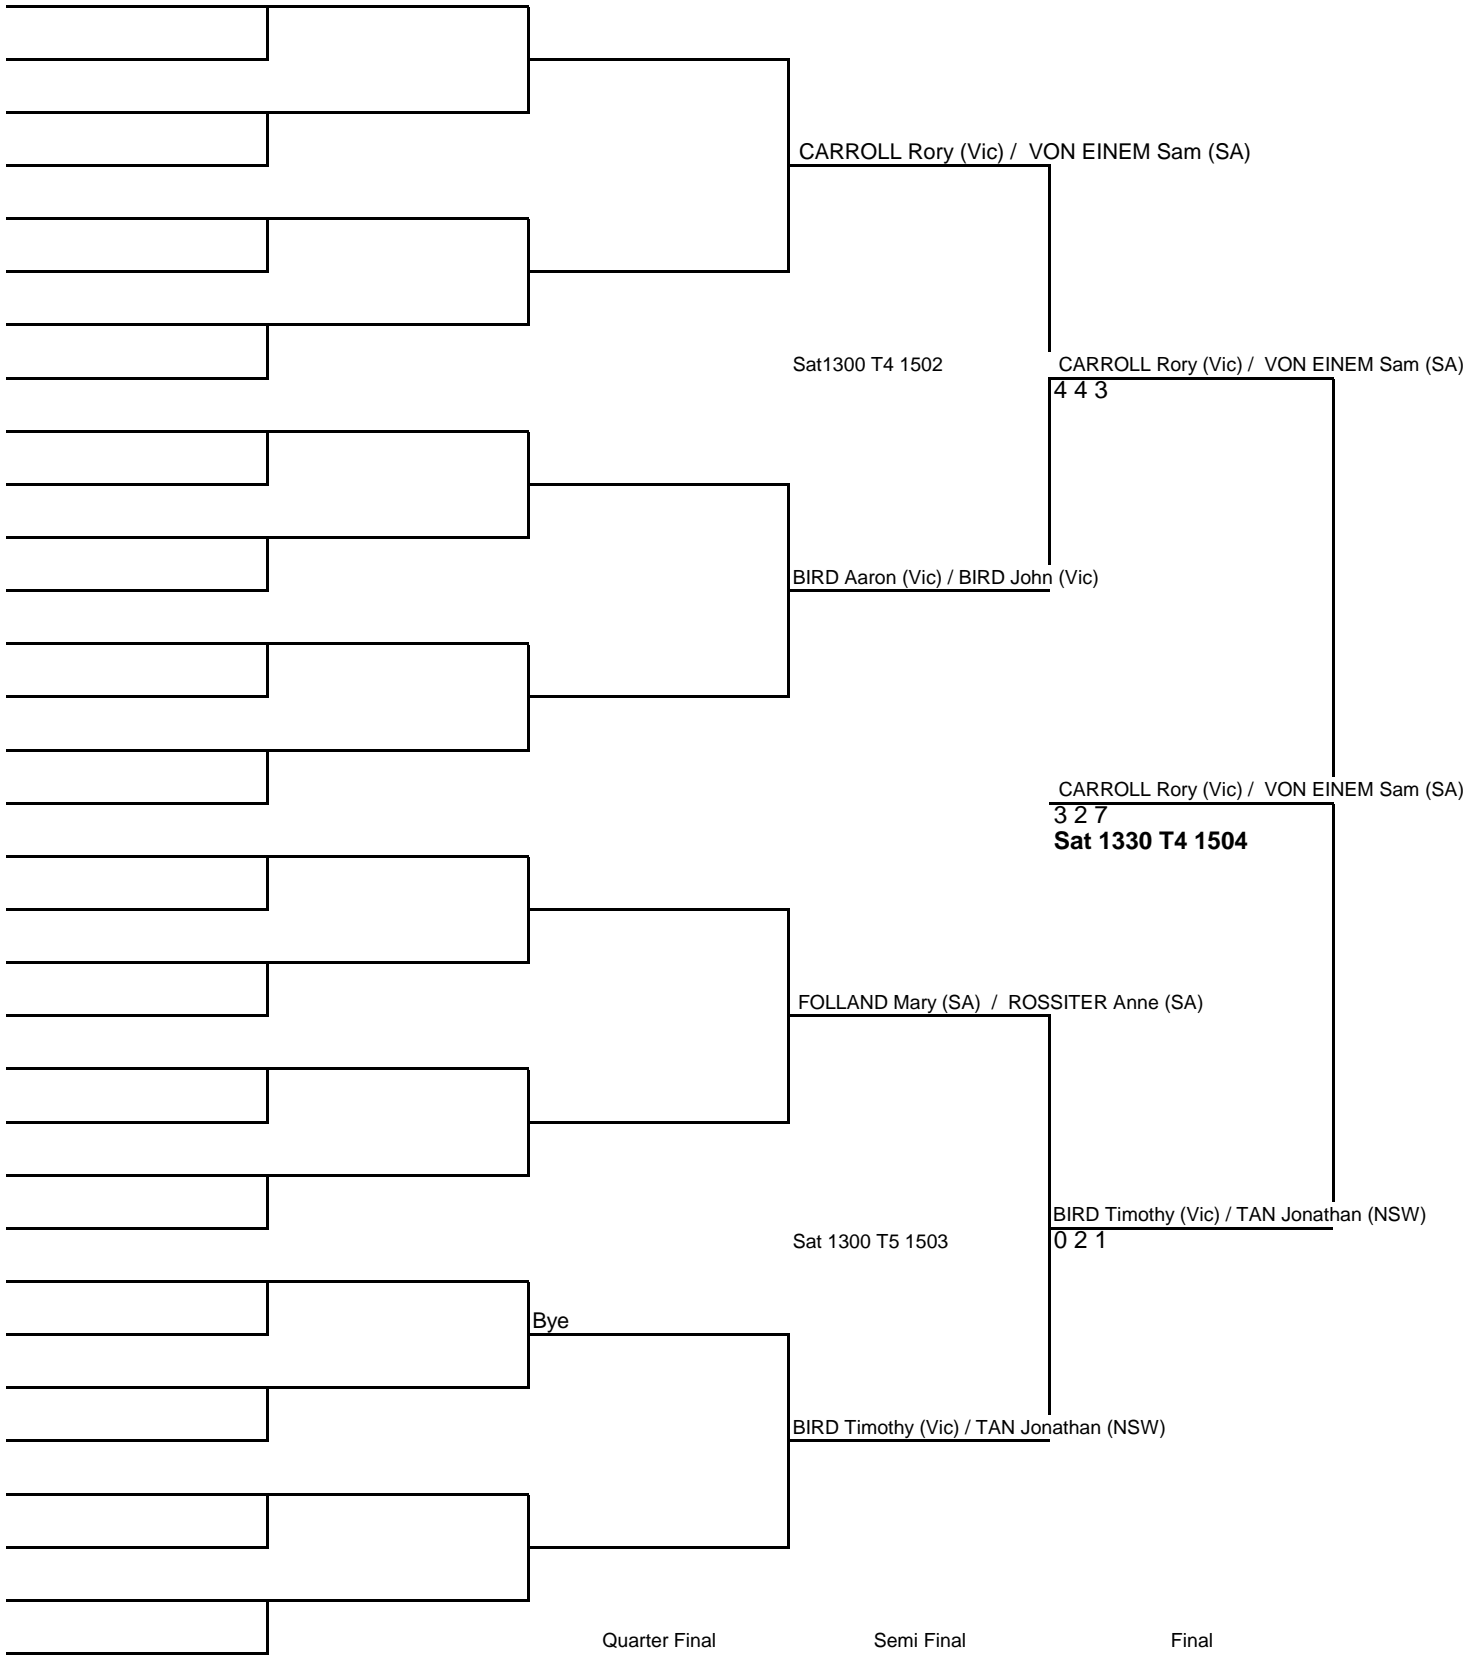 CARROLL Rory (Vic) / VON EINEM Sam (SA)
Sat1300 T4 1502
CARROLL Rory (Vic) / VON EINEM Sam (SA)
4 4 3
BIRD Aaron (Vic) / BIRD John (Vic)
CARROLL Rory (Vic) / VON EINEM Sam (SA)
3 2 7
Sat 1330 T4 1504
FOLLAND Mary (SA) / ROSSITER Anne (SA)
BIRD Timothy (Vic) / TAN Jonathan (NSW)
Sat 1300 T5 1503
0 2 1
Bye
BIRD Timothy (Vic) / TAN Jonathan (NSW)
Quarter Final
Semi Final
Final